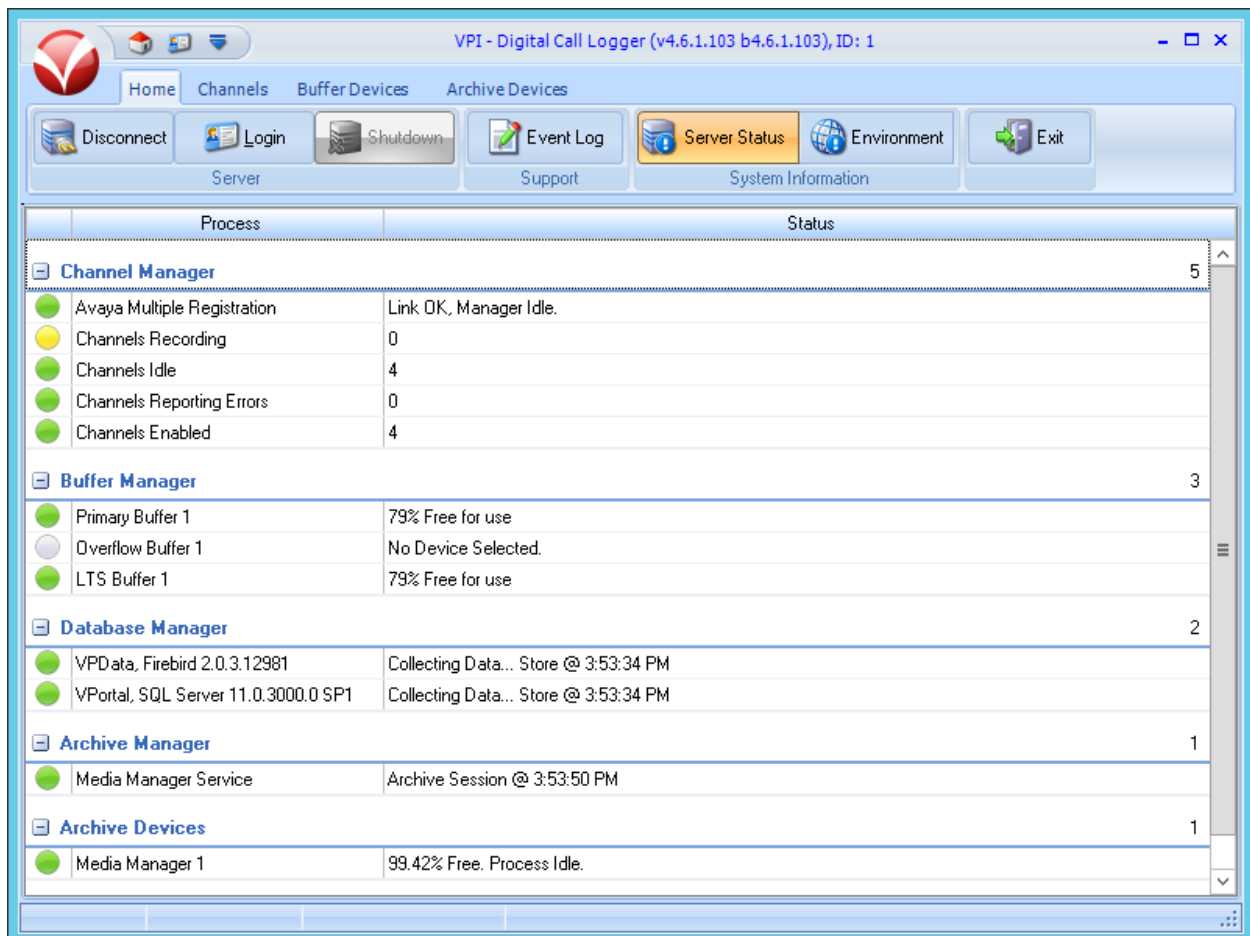 VPI - Digital Call Logger (v4.6.1.103 b4.6.1.103), ID: 1
Home Channels Buffer Devices Archive Devices
Disconnect Login Shutdown Event Log Server Status Environment Exit
Server Support System Information
Process Status
Channel Manager 5
Avaya Multiple Registration Link OK, Manager Idle.
Channels Recording 0
Channels Idle 4
Channels Reporting Errors 0
Channels Enabled 4
Buffer Manager 3
Primary Buffer 1 79% Free for use
Overflow Buffer 1 No Device Selected.
LTS Buffer 1 79% Free for use
Database Manager 2
VPData, Firebird 2.0.3.12981 Collecting Data... Store @ 3:53:34 PM
VPortal, SQL Server 11.0.3000.0 SP1 Collecting Data... Store @ 3:53:34 PM
Archive Manager 1
Media Manager Service Archive Session @ 3:53:50 PM
Archive Devices 1
Media Manager 1 99.42% Free. Process Idle.